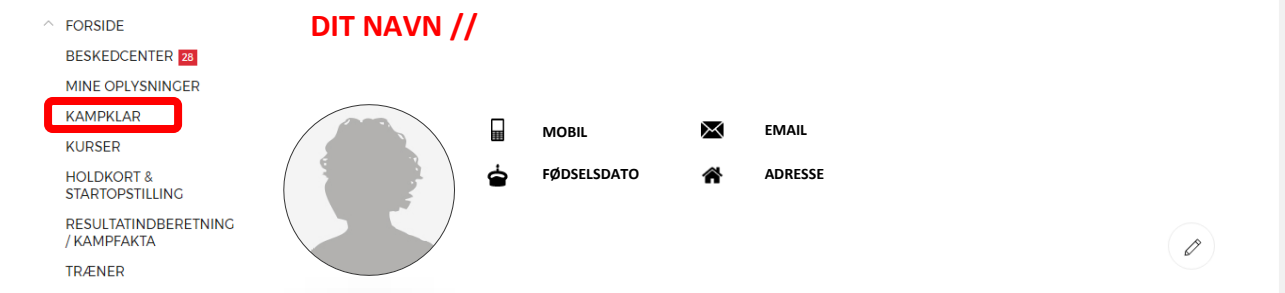 FORSIDE
BESKEDCENTER 28
MINE OPLYSNINGER
KAMPKLAR
KURSER
HOLDKORT &
STARTOPSTILLING
RESULTATINDBERETNING
/ KAMPFAKTA
TRÆNER
DIT NAVN //
MOBIL
EMAIL
FØDSELSDATO
ADRESSE